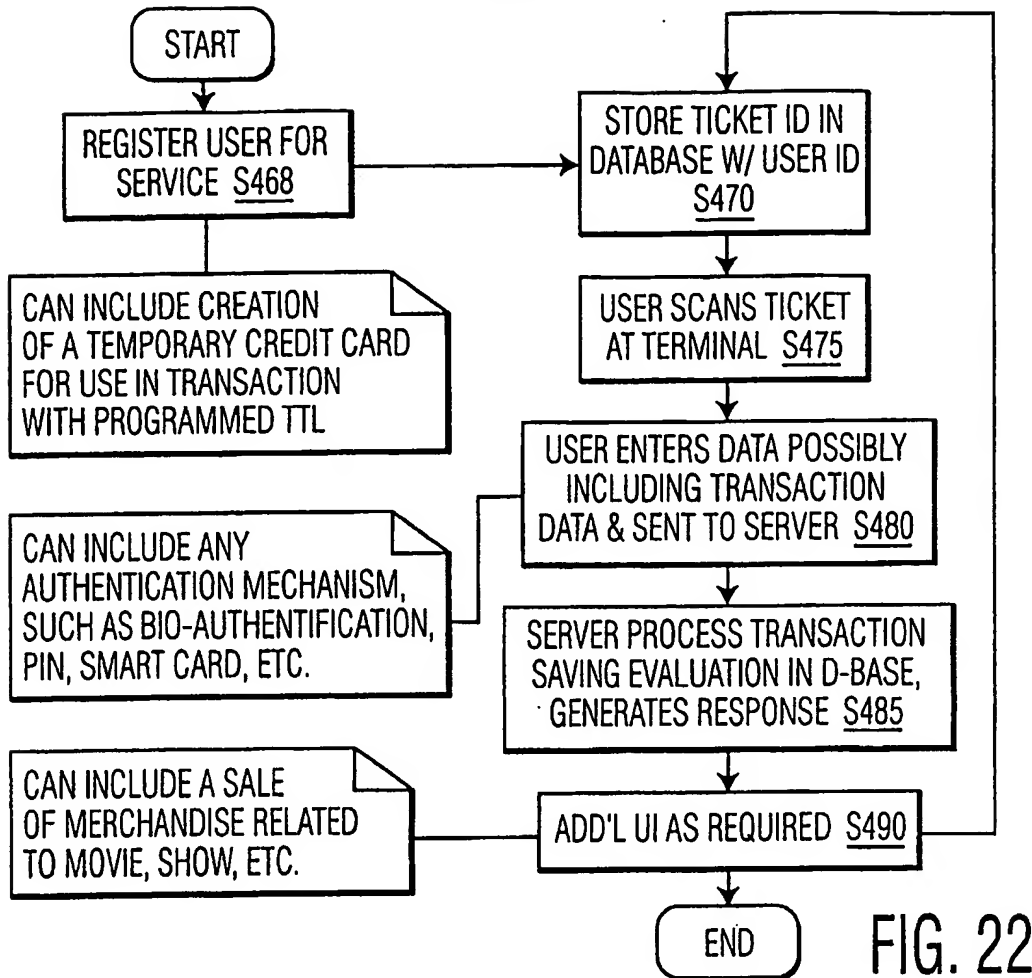 START
REGISTER USER FOR
SERVICE S468
STORE TICKET ID IN
DATABASE W/ USER ID
S470
CAN INCLUDE CREATION
OF A TEMPORARY CREDIT CARD
FOR USE IN TRANSACTION
WITH PROGRAMMED TTL
USER SCANS TICKET
AT TERMINAL S475
USER ENTERS DATA POSSIBLY
INCLUDING TRANSACTION
DATA & SENT TO SERVER S480
CAN INCLUDE ANY
AUTHENTICATION MECHANISM,
SUCH AS BIO-AUTHENTIFICATION,
PIN, SMART CARD, ETC.
SERVER PROCESS TRANSACTION
SAVING EVALUATION IN D-BASE,
GENERATES RESPONSE S485
CAN INCLUDE A SALE
OF MERCHANDISE RELATED
TO MOVIE, SHOW, ETC.
ADD'L UI AS REQUIRED S490
END
FIG. 22